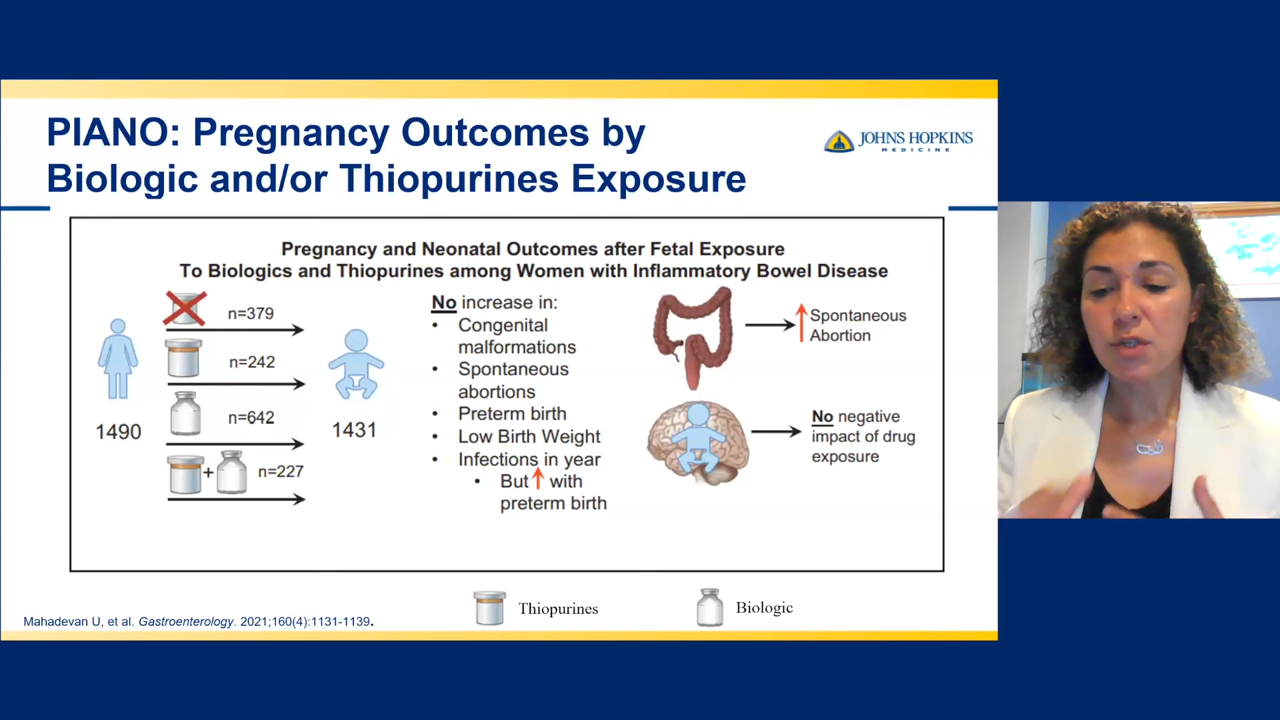 PIANO: Pregnancy Outcomes by
Biologic and/or Thiopurines Exposure
JOHNS HOPKINS
MEDICINE
Pregnancy and Neonatal Outcomes after Fetal Exposure
To Biologics and Thiopurines among Women with Inflammatory Bowel Disease
1490
n=379
n=242
n=642
+
n=227
1431
No increase in:
• Congenital
malformations
• Spontaneous
abortions
• Preterm birth
• Low Birth Weight
• Infections in year
• But ↑ with
preterm birth
Spontaneous
Abortion
No negative
impact of drug
exposure
Thiopurines
Biologic
Mahadevan U, et al. Gastroenterology. 2021;160(4):1131-1139.